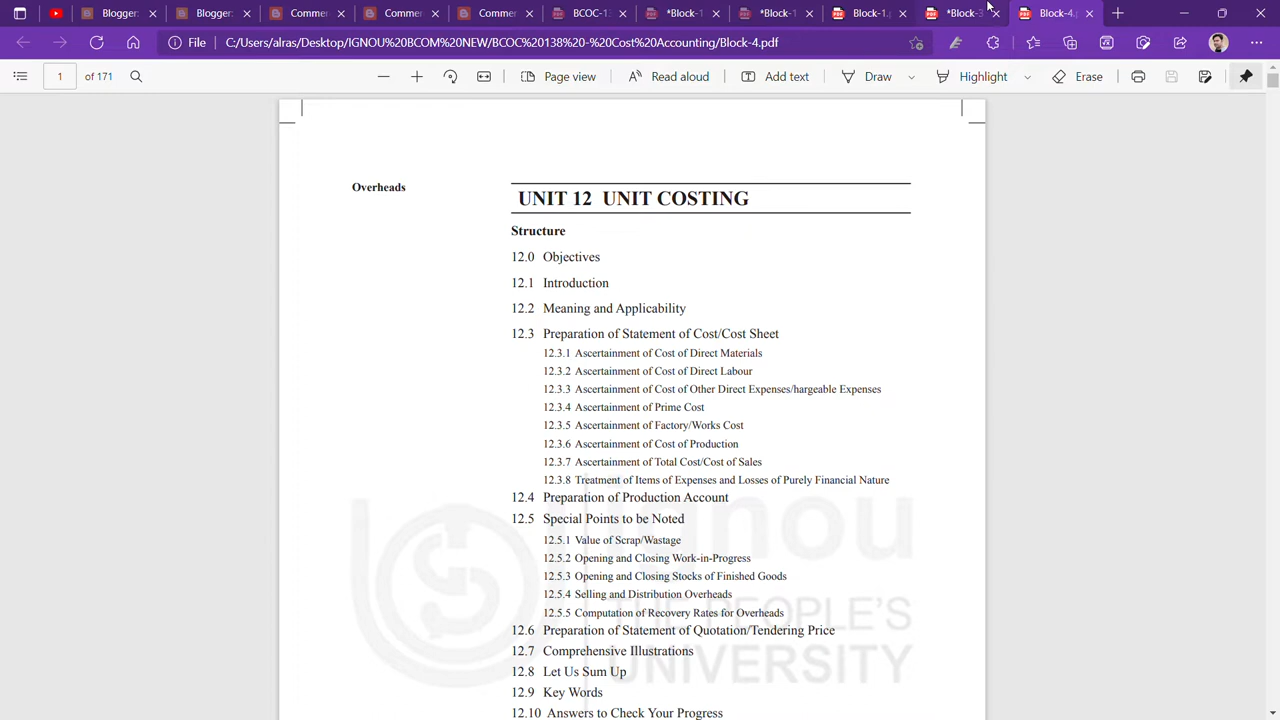 Blogger:
Blogger:
Commer
Commer
Commer
BCOC-13
*Block-1
*Block-1
Block-1.p
*Block-3
Block-4.p
File
C:/Users/alras/Desktop/IGNOU%20BCOM%20NEW/BCOC%20138%20-%20Cost%20Accounting/Block-4.pdf
1 of 171
Page view
Read aloud
Add text
Draw
Highlight
Erase
Overheads
UNIT 12 UNIT COSTING
Structure
12.0 Objectives
12.1 Introduction
12.2 Meaning and Applicability
12.3 Preparation of Statement of Cost/Cost Sheet
12.3.1 Ascertainment of Cost of Direct Materials
12.3.2 Ascertainment of Cost of Direct Labour
12.3.3 Ascertainment of Cost of Other Direct Expenses/hargeable Expenses
12.3.4 Ascertainment of Prime Cost
12.3.5 Ascertainment of Factory/Works Cost
12.3.6 Ascertainment of Cost of Production
12.3.7 Ascertainment of Total Cost/Cost of Sales
12.3.8 Treatment of Items of Expenses and Losses of Purely Financial Nature
12.4 Preparation of Production Account
12.5 Special Points to be Noted
12.5.1 Value of Scrap/Wastage
12.5.2 Opening and Closing Work-in-Progress
12.5.3 Opening and Closing Stocks of Finished Goods
12.5.4 Selling and Distribution Overheads
12.5.5 Computation of Recovery Rates for Overheads
12.6 Preparation of Statement of Quotation/Tendering Price
12.7 Comprehensive Illustrations
12.8 Let Us Sum Up
12.9 Key Words
12.10 Answers to Check Your Progress
ignou
THE PEOPLE'S
UNIVERSITY